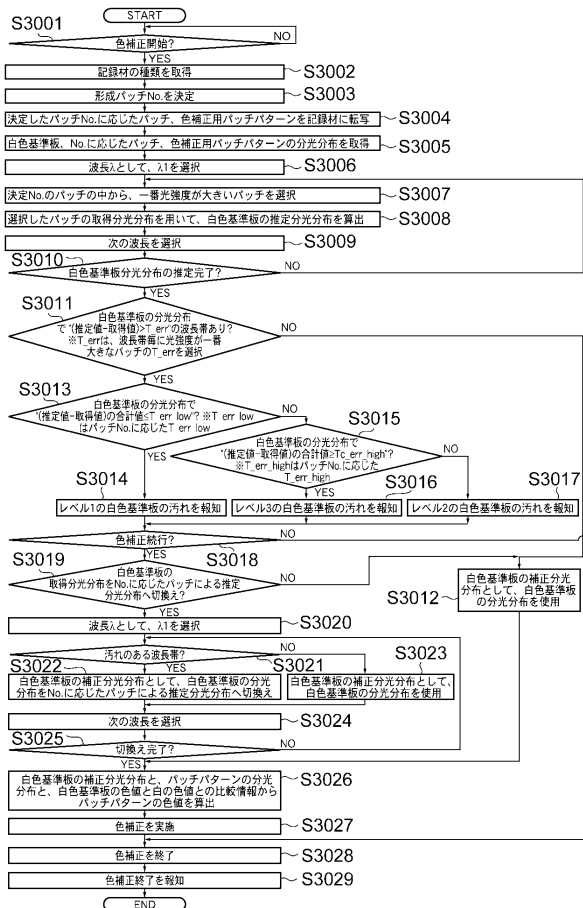 START
S3001
色補正開始?
NO
YES
記録材の種類を取得
S3002
形成パッチNo.を決定
S3003
決定したパッチNo.に応じたパッチ、色補正用パッチパターンを記録材に転写
S3004
白色基準板、No.に応じたパッチ、色補正用パッチパターンの分光分布を取得
S3005
波長λとして、λ1を選択
S3006
決定No.のパッチの中から、一番光強度が大きいパッチを選択
S3007
選択したパッチの取得分光分布を用いて、白色基準板の推定分光分布を算出
S3008
次の波長を選択
S3009
S3010
白色基準板分光分布の推定完了?
NO
YES
S3011
白色基準板の分光分布
で"(推定値-取得値)>T_err"の波長帯あり?
※T_errは、波長帯毎に光強度が一番
大きなパッチのT_errを選択
NO
YES
S3013
白色基準板の分光分布で
"(推定値-取得値)の合計値≤T_err_low"? ※T_err_low
はパッチNo.に応じたT_err_low
NO
YES
S3015
白色基準板の分光分布で
"(推定値-取得値)の合計値≥Tc_err_high"?
※T_err_highはパッチNo.に応じた
T_err_high
NO
YES
S3014
レベル1の白色基準板の汚れを報知
S3016
レベル3の白色基準板の汚れを報知
S3017
レベル2の白色基準板の汚れを報知
色補正続行?
NO
YES
S3018
S3019
白色基準板の
取得分光分布をNo.に応じたパッチによる推定
分光分布へ切換え?
NO
YES
S3012
白色基準板の補正分光
分布として、白色基準板
の分光分布を使用
波長λとして、λ1を選択
S3020
汚れのある波長帯?
NO
YES
S3021
S3022
白色基準板の補正分光分布として、白色基準板の分光
分布をNo.に応じたパッチによる推定分光分布へ切換え
S3023
白色基準板の補正分光分布として、
白色基準板の分光分布を使用
次の波長を選択
S3024
S3025
切換え完了?
NO
YES
白色基準板の補正分光分布と、パッチパターンの分光
分布と、白色基準板の色値と白の色値との比較情報から
パッチパターンの色値を算出
S3026
色補正を実施
S3027
色補正を終了
S3028
色補正終了を報知
S3029
END